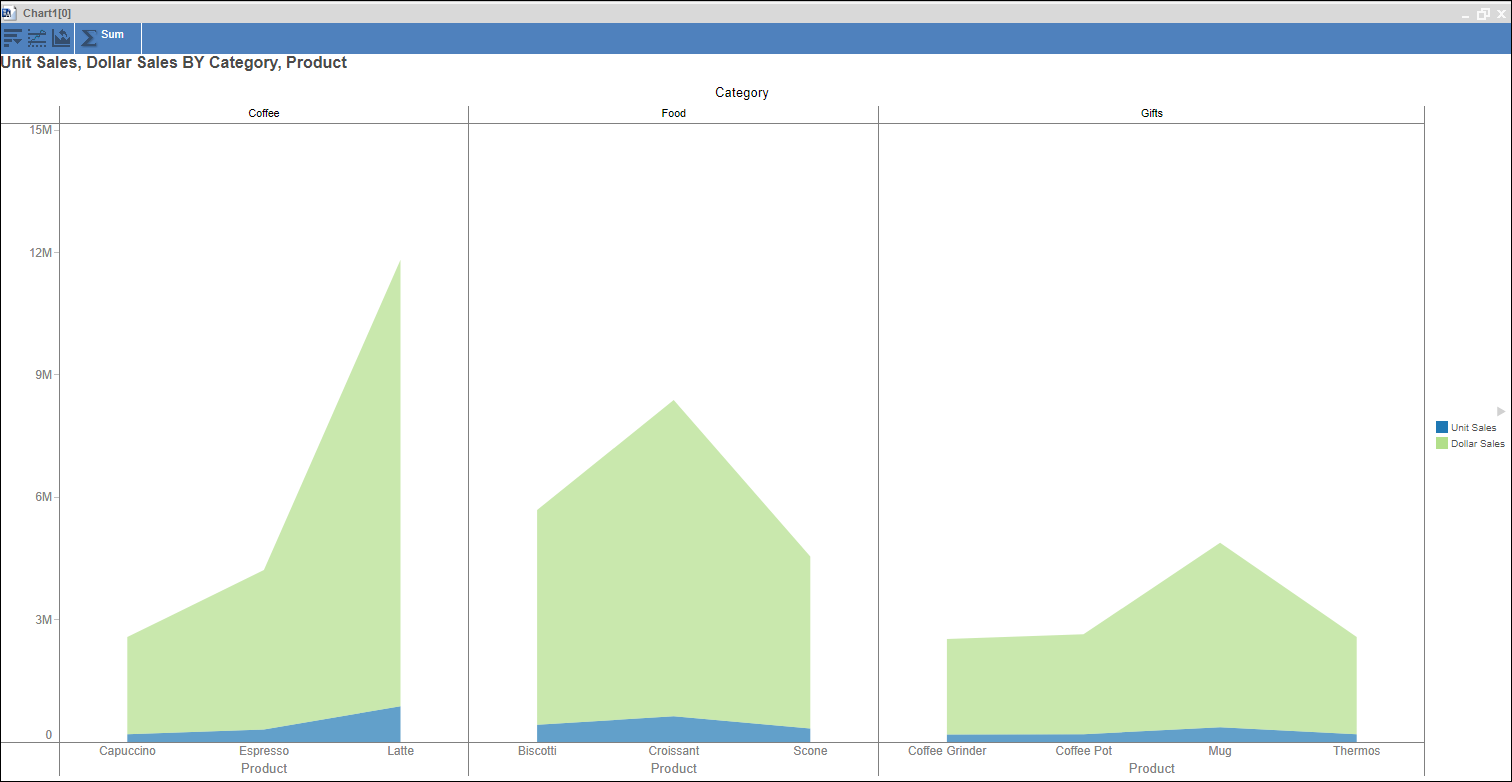 Chart1[0]
Sum
Unit Sales, Dollar Sales BY Category, Product
Category
Coffee
Food
Gifts
15M
12M
9M
6M
3M
0
Unit Sales
Dollar Sales
Capuccino
Espresso
Latte
Biscotti
Croissant
Scone
Coffee Grinder
Coffee Pot
Mug
Thermos
Product
Product
Product